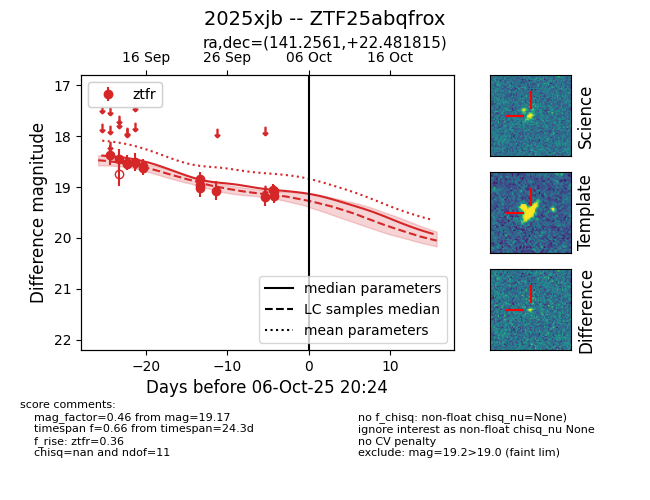 2025xjb -- ZTF25abqfrox
ra,dec=(141.2561,+22.481815)
16 Sep 26 Sep 06 Oct 16 Oct
ztfr
17
18
19
20
21
22
Difference magnitude
median parameters
LC samples median
mean parameters
−20 −10 0 10
Days before 06-Oct-25 20:24
Science
Template
Difference
score comments:
mag_factor=0.46 from mag=19.17
timespan f=0.66 from timespan=24.3d
f_rise: ztfr=0.36
chisq=nan and ndof=11
no f_chisq: non-float chisq_nu=None)
ignore interest as non-float chisq_nu None
no CV penalty
exclude: mag=19.2>19.0 (faint lim)